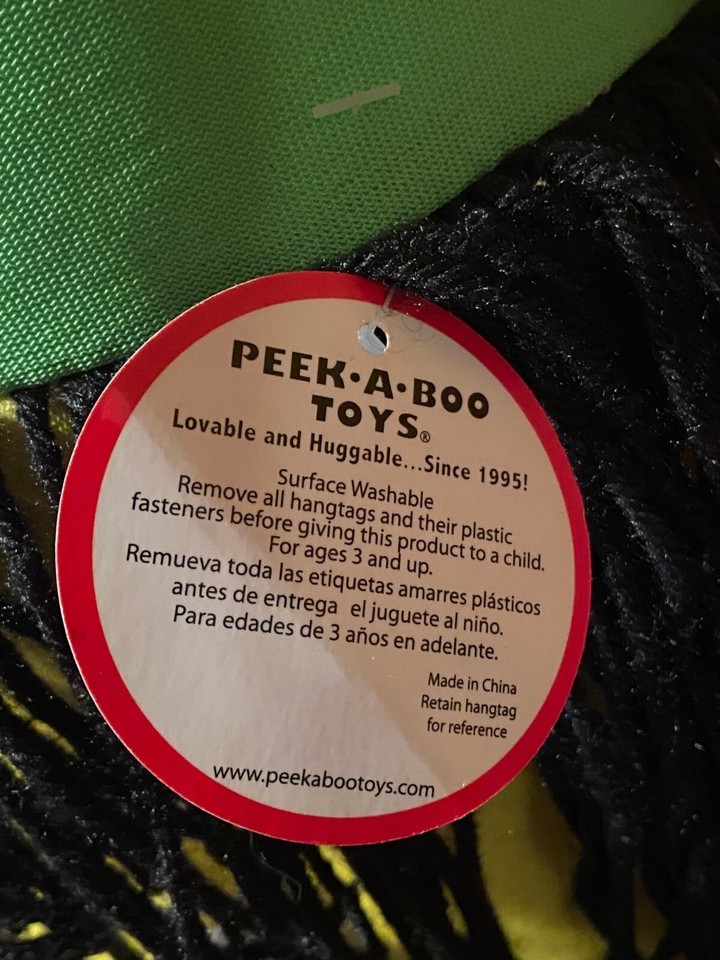 PEEK•A•BOO
TOYS®
Lovable and Huggable...Since 1995!
Surface Washable
Remove all hangtags and their plastic
fasteners before giving this product to a child.
For ages 3 and up.
Remueva toda las etiquetas amarres plásticos
antes de entrega el juguete al niño.
Para edades de 3 años en adelante.
Made in China
Retain hangtag
for reference
www.peekabootoys.com